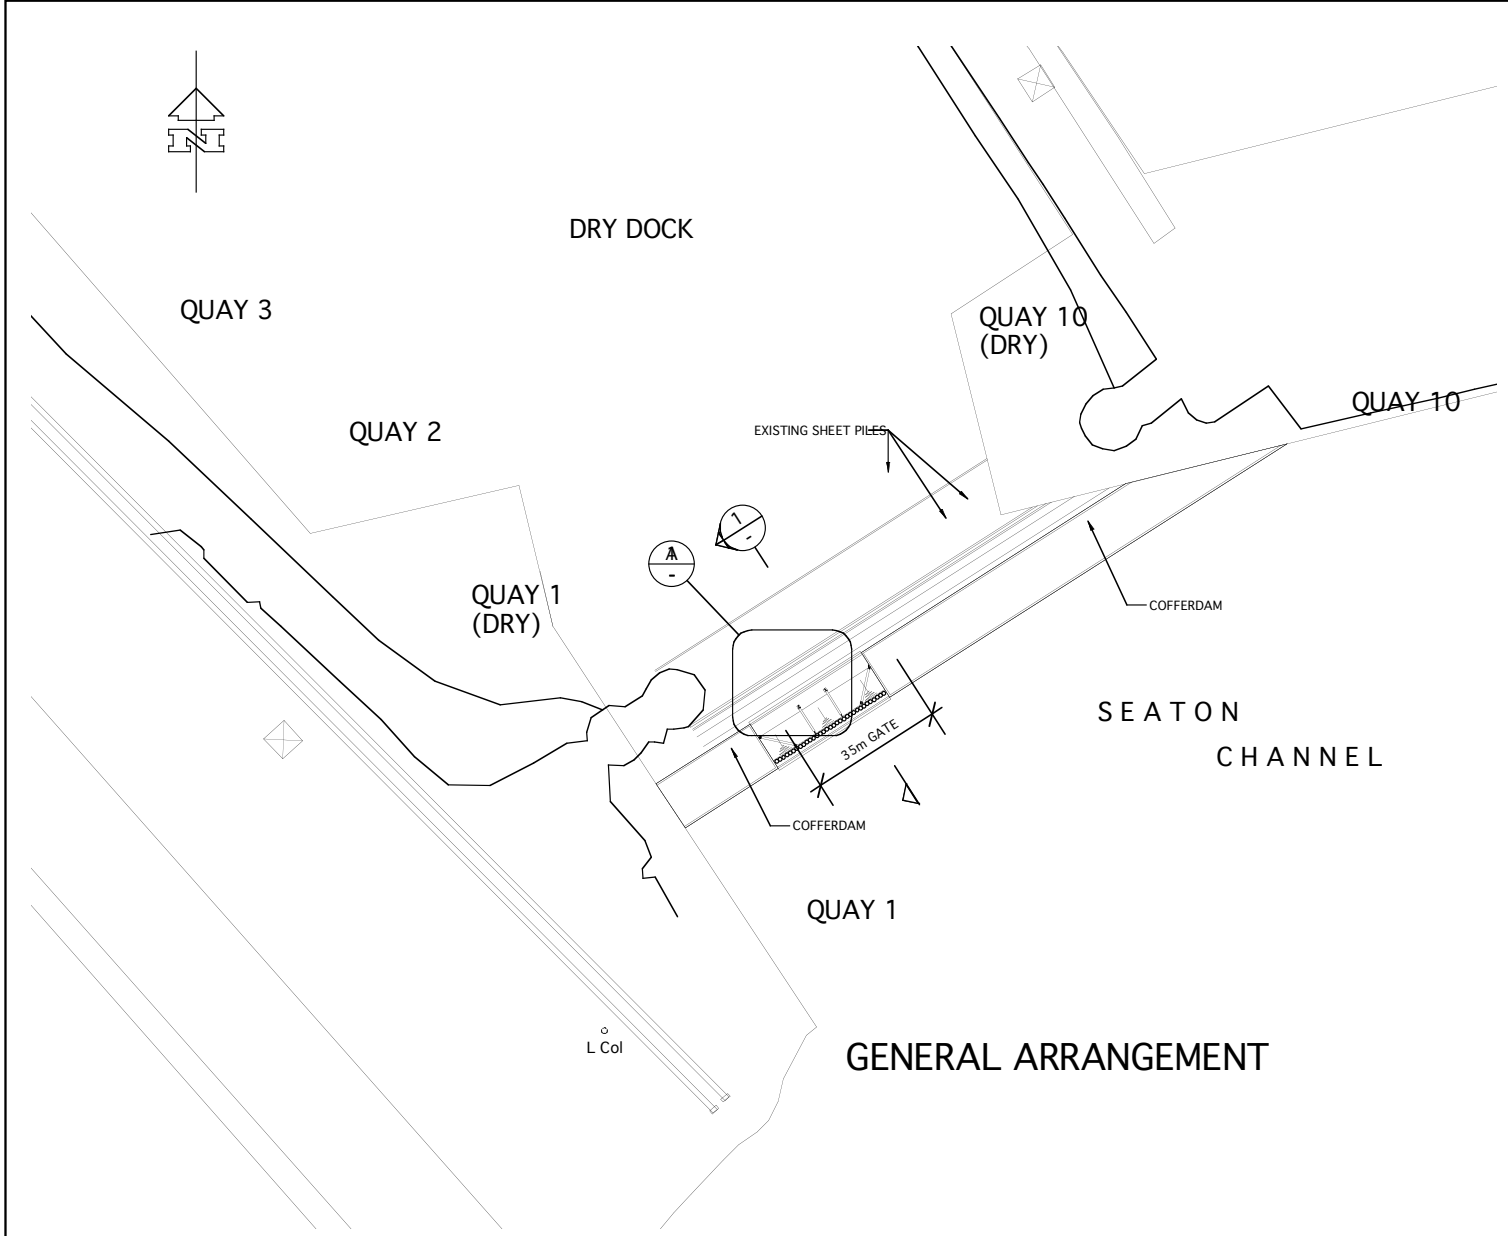 N
DRY DOCK
QUAY 3
QUAY 10
(DRY)
QUAY 10
QUAY 2
EXISTING SHEET PILES
1
-
A
-
QUAY 1
(DRY)
COFFERDAM
SEATON
CHANNEL
35m GATE
COFFERDAM
QUAY 1
L Col
GENERAL ARRANGEMENT